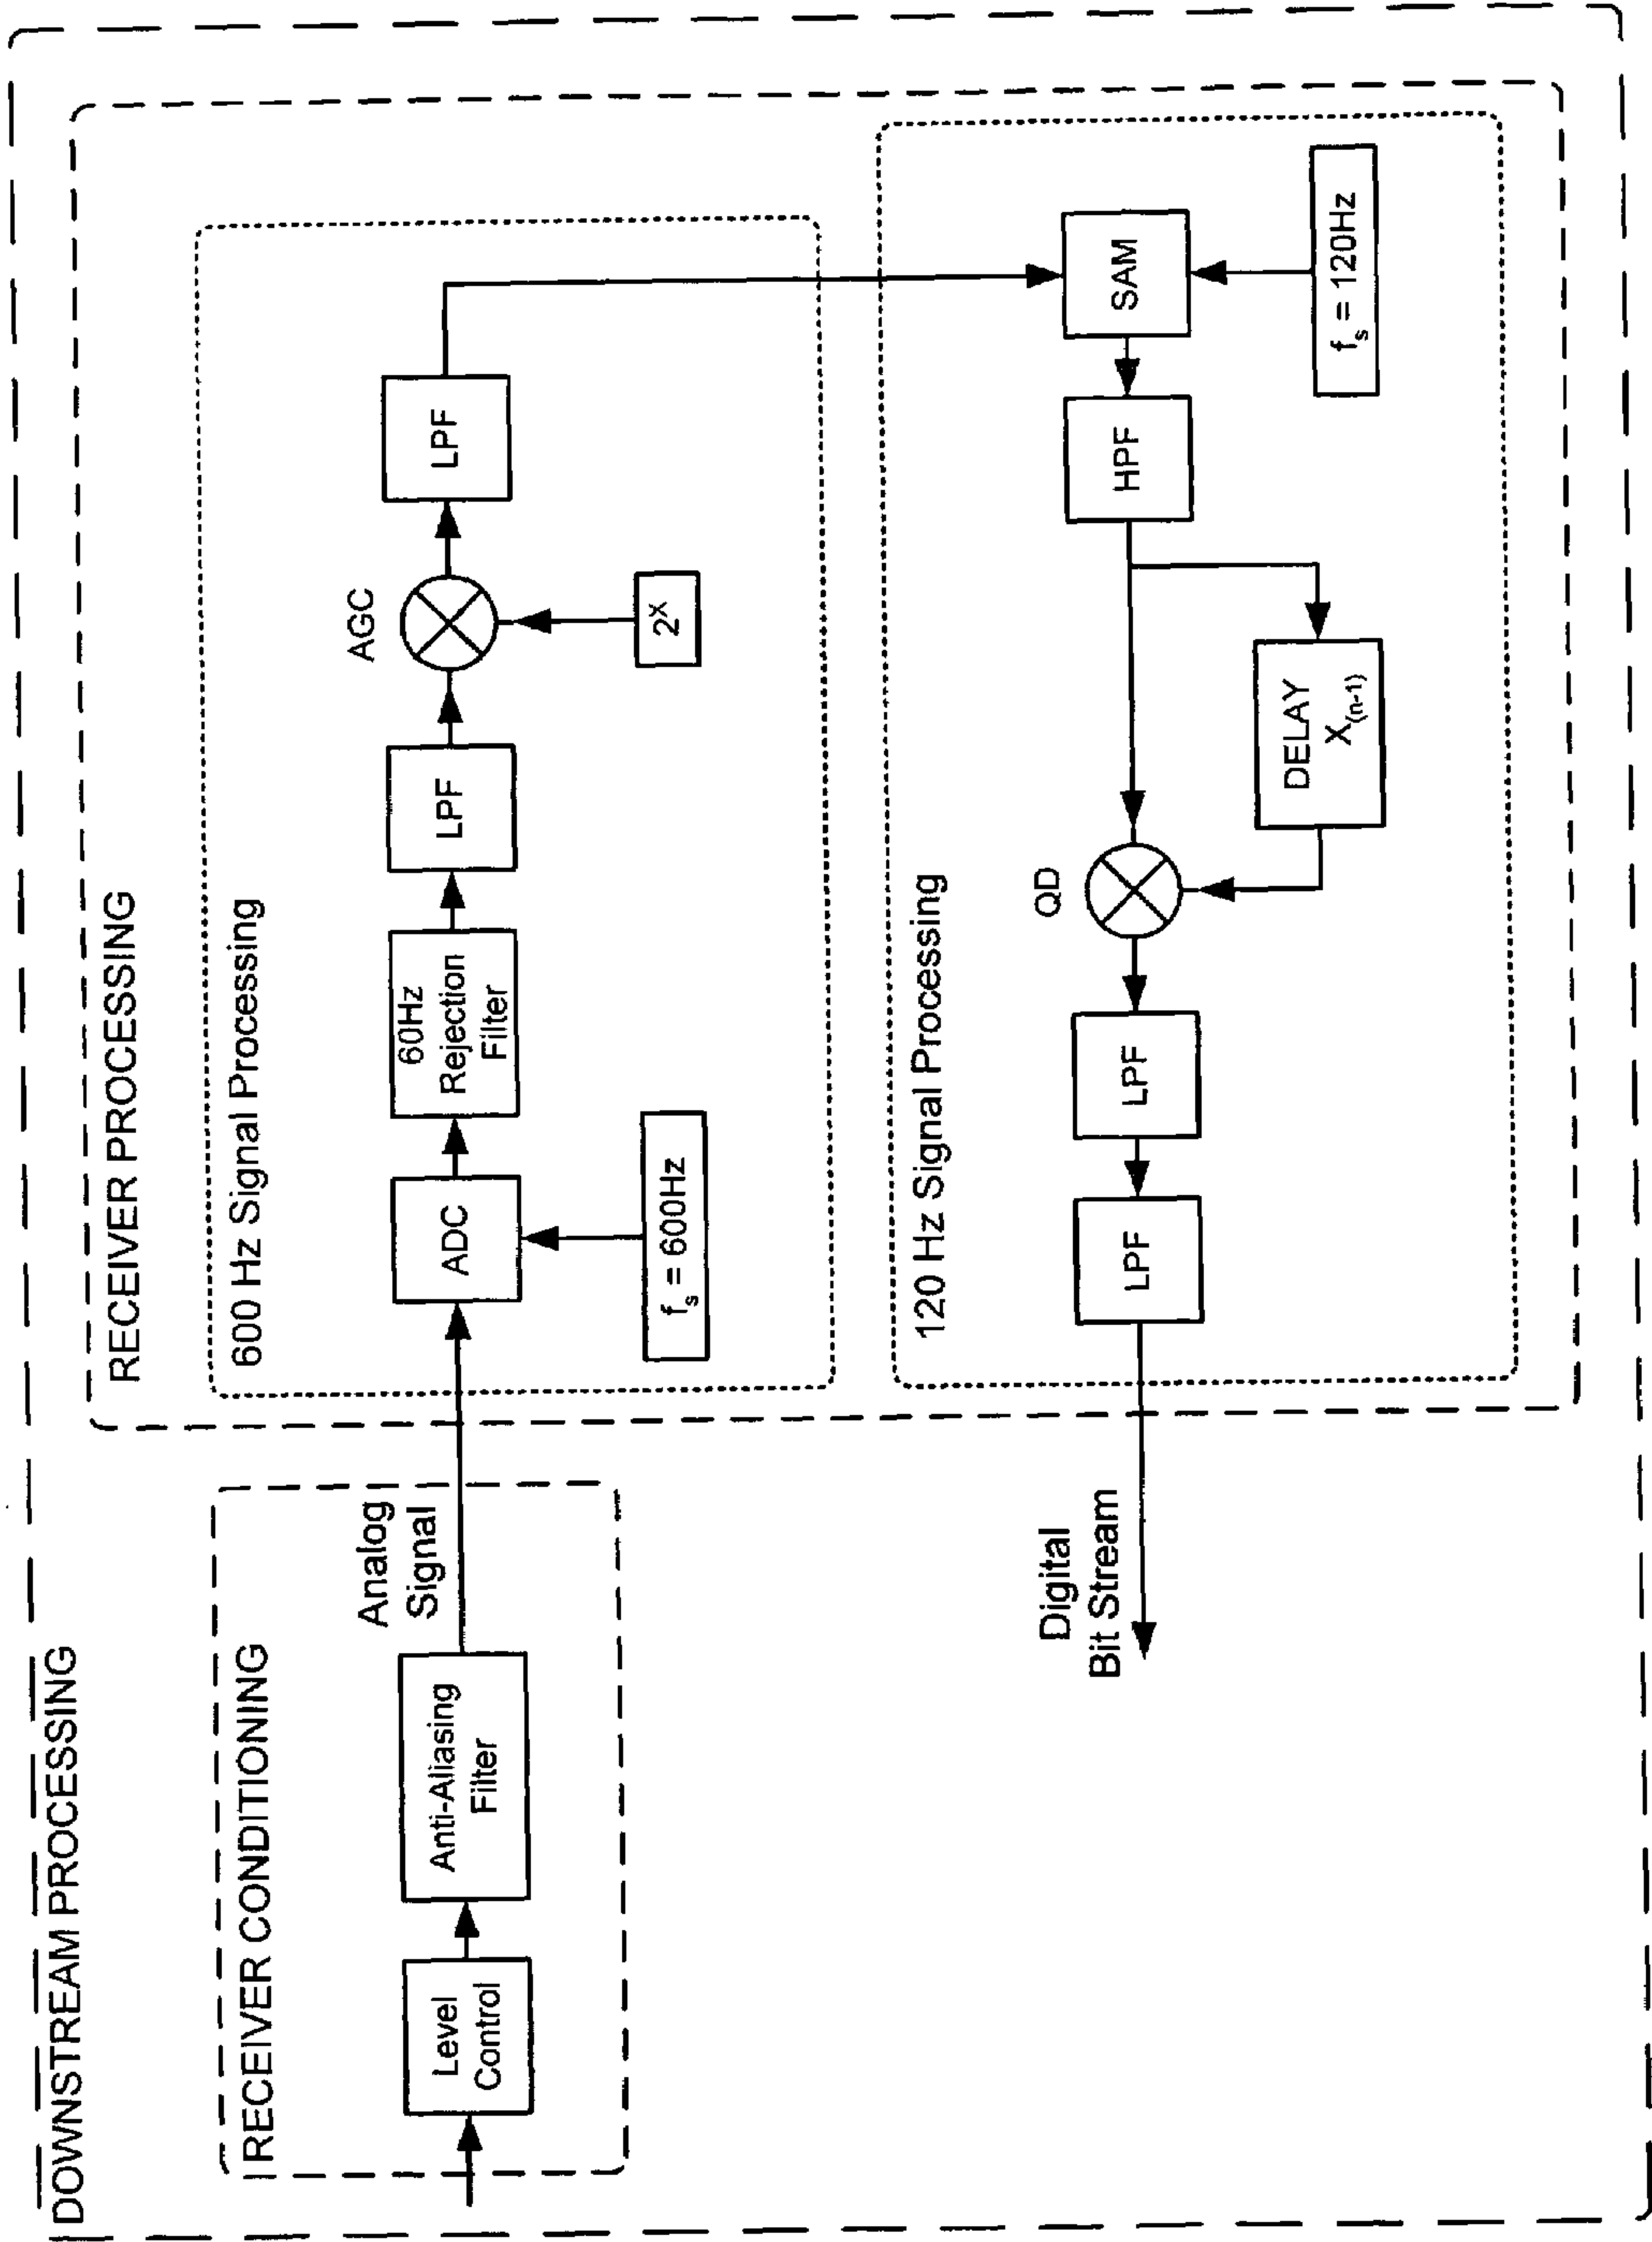 DOWNSTREAM PROCESSING
RECEIVER CONDITIONING
Level
Control
Anti-Aliasing
Filter
Analog
Signal
RECEIVER PROCESSING
600 Hz Signal Processing
ADC
f_s = 600Hz
60Hz
Rejection
Filter
LPF
AGC
2^X
LPF
120 Hz Signal Processing
SAM
f_s = 120Hz
HPF
DELAY
X_(n-1)
QD
LPF
LPF
Digital
Bit Stream